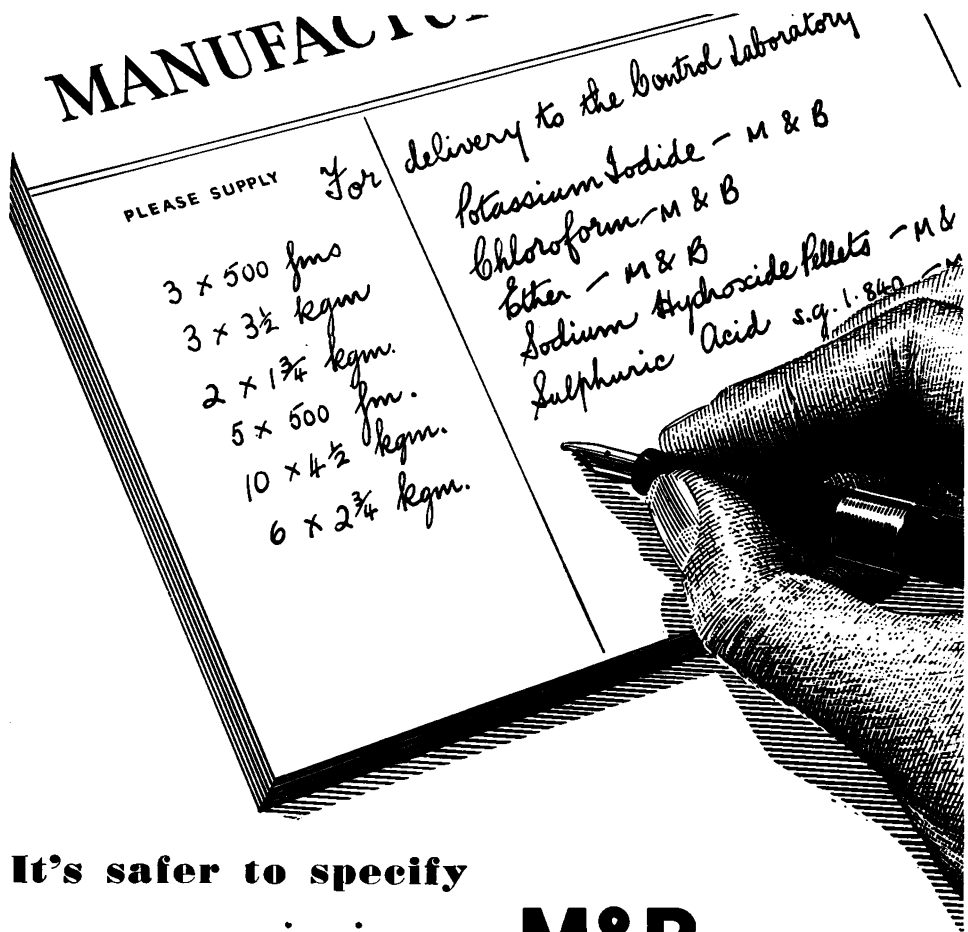 MANUFACTU
For delivery to the Control Laboratory
PLEASE SUPPLY
3 × 500 gms Potassium Iodide – M & B
3 × 3½ kgm Chloroform – M & B
2 × 1¾ kgm. Ether – M & B
5 × 500 gm. Sodium Hydroxide Pellets – M &
10 × 4½ kgm. Sulphuric Acid s.g. 1.840 – M
6 × 2¾ kgm.
It's safer to specify
M&B